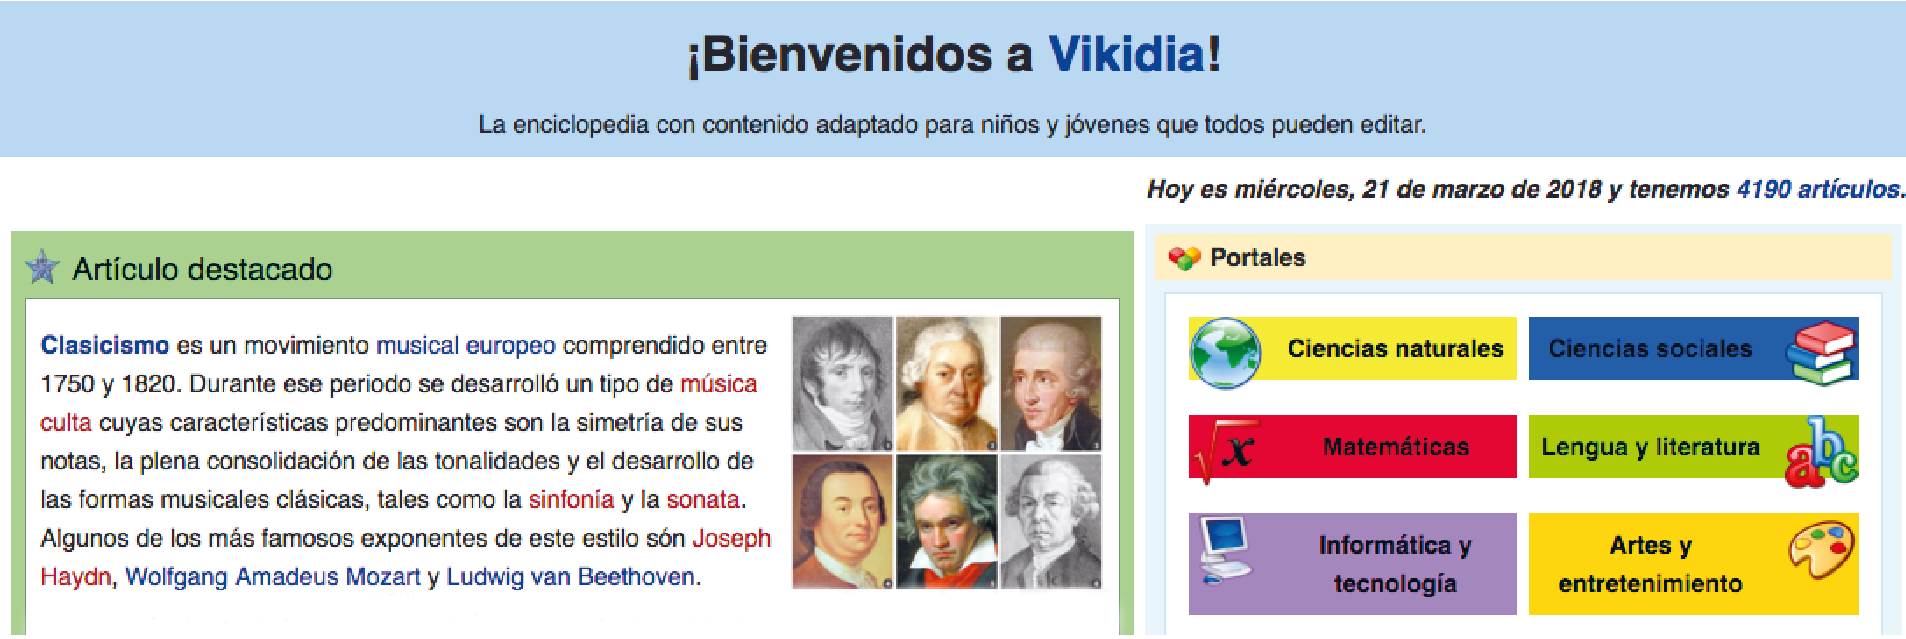 ¡Bienvenidos a Vikidia!
La enciclopedia con contenido adaptado para niños y jóvenes que todos pueden editar.
Hoy es miércoles, 21 de marzo de 2018 y tenemos 4190 artículos.
Artículo destacado
Clasicismo es un movimiento musical europeo comprendido entre
1750 y 1820. Durante ese periodo se desarrolló un tipo de música
culta cuyas características predominantes son la simetría de sus
notas, la plena consolidación de las tonalidades y el desarrollo de
las formas musicales clásicas, tales como la sinfonía y la sonata.
Algunos de los más famosos exponentes de este estilo són Joseph
Haydn, Wolfgang Amadeus Mozart y Ludwig van Beethoven.
Portales
Ciencias naturales
Ciencias sociales
Matemáticas
Lengua y literatura
Informática y
tecnología
Artes y
entretenimiento